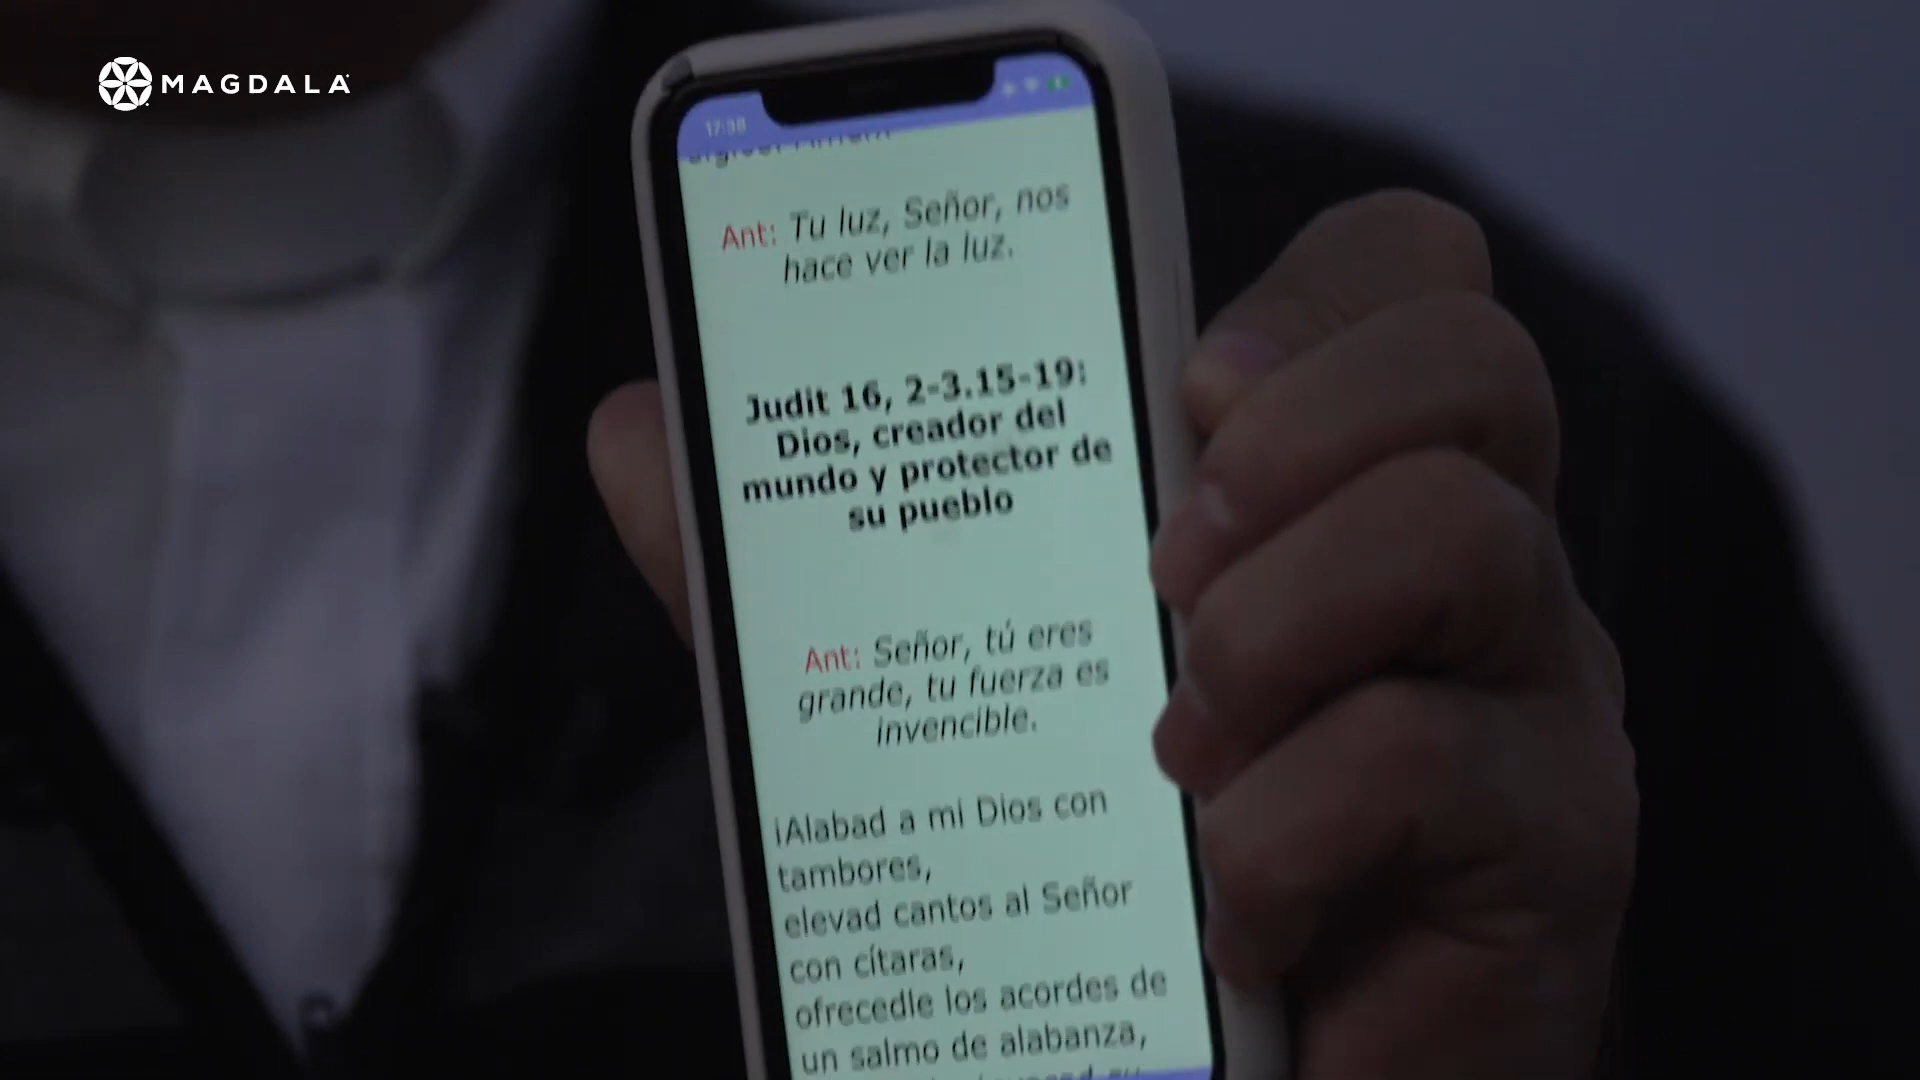 MAGDALA
17:38
Ant: Tu luz, Señor, nos
hace ver la luz.
Judit 16, 2-3.15-19:
Dios, creador del
mundo y protector de
su pueblo
Ant: Señor, tú eres
grande, tu fuerza es
invencible.
¡Alabad a mi Dios con
tambores,
elevad cantos al Señor
con cítaras,
ofrecedle los acordes de
un salmo de alabanza,